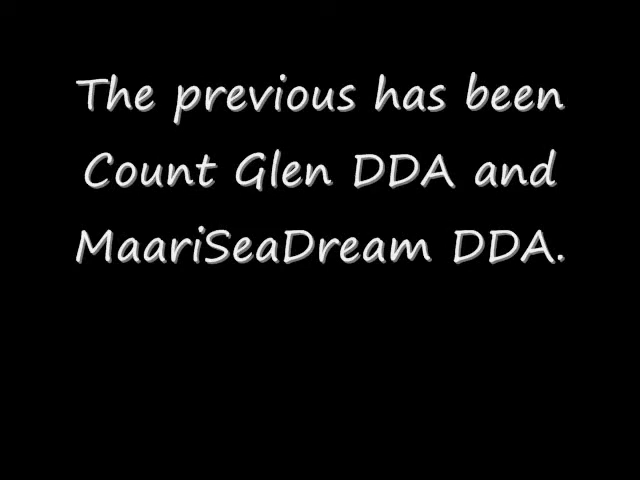 The previous has been
Count Glen DDA and
MaariSeaDream DDA.